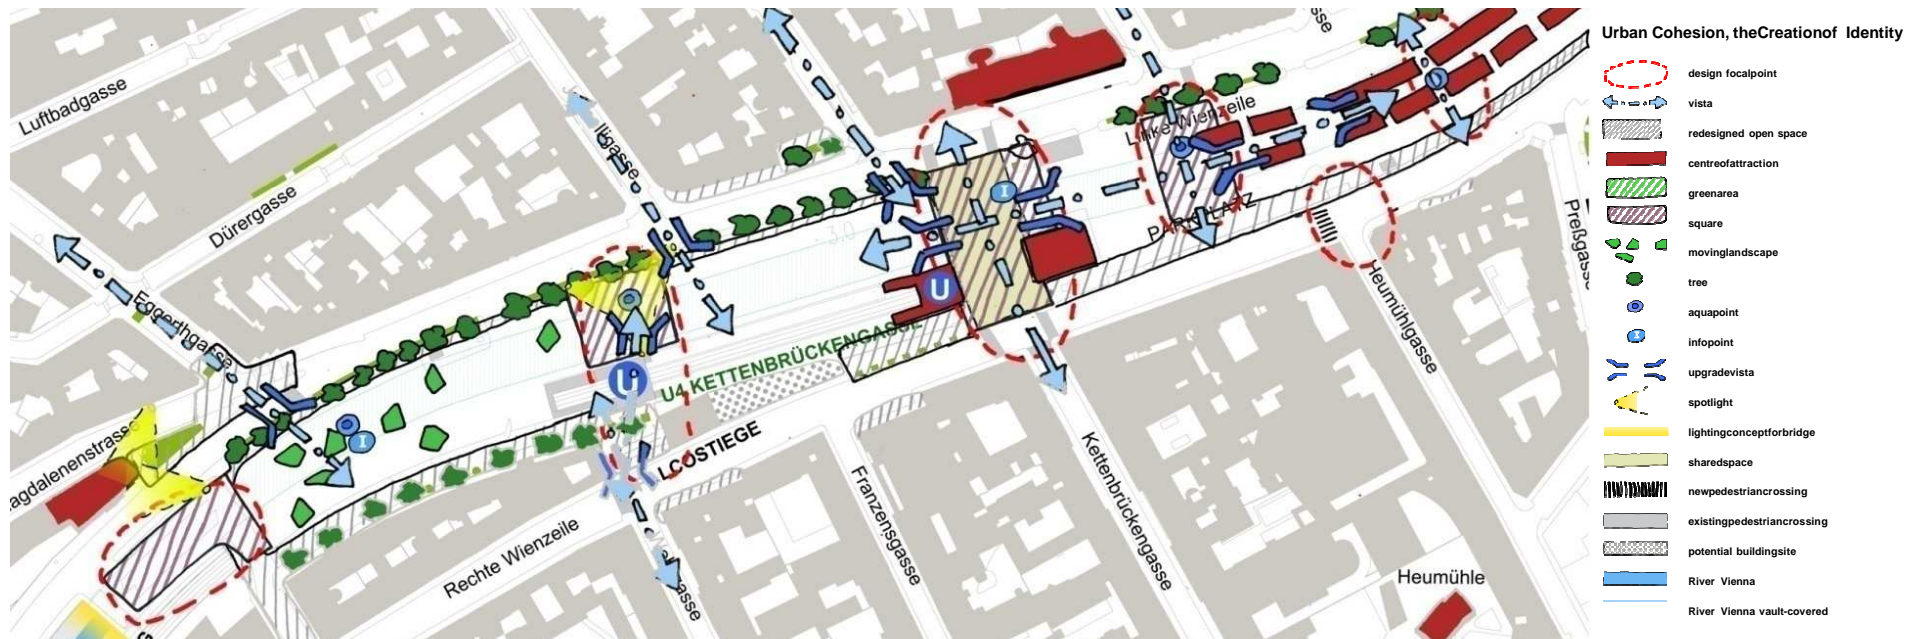 Luftbadgasse
Dürergasse
Eggerthgasse
U
U4 KETTENBRÜCKENGASSE
LCOSTIEGE
Rechte Wienzeile
Franzensgasse
Kettenbrückengasse
I
U
I
Linke Wienzeile
PARKPLATZ
Heumühlgasse
Heumühle
3.0
Urban Cohesion, theCreationof Identity
design focalpoint
vista
redesigned open space
centreofattraction
greenarea
square
movinglandscape
tree
aquapoint
I
infopoint
upgradevista
spotlight
lightingconceptforbridge
sharedspace
newpedestriancrossing
existingpedestriancrossing
potential buildingsite
River Vienna
River Vienna vault-covered